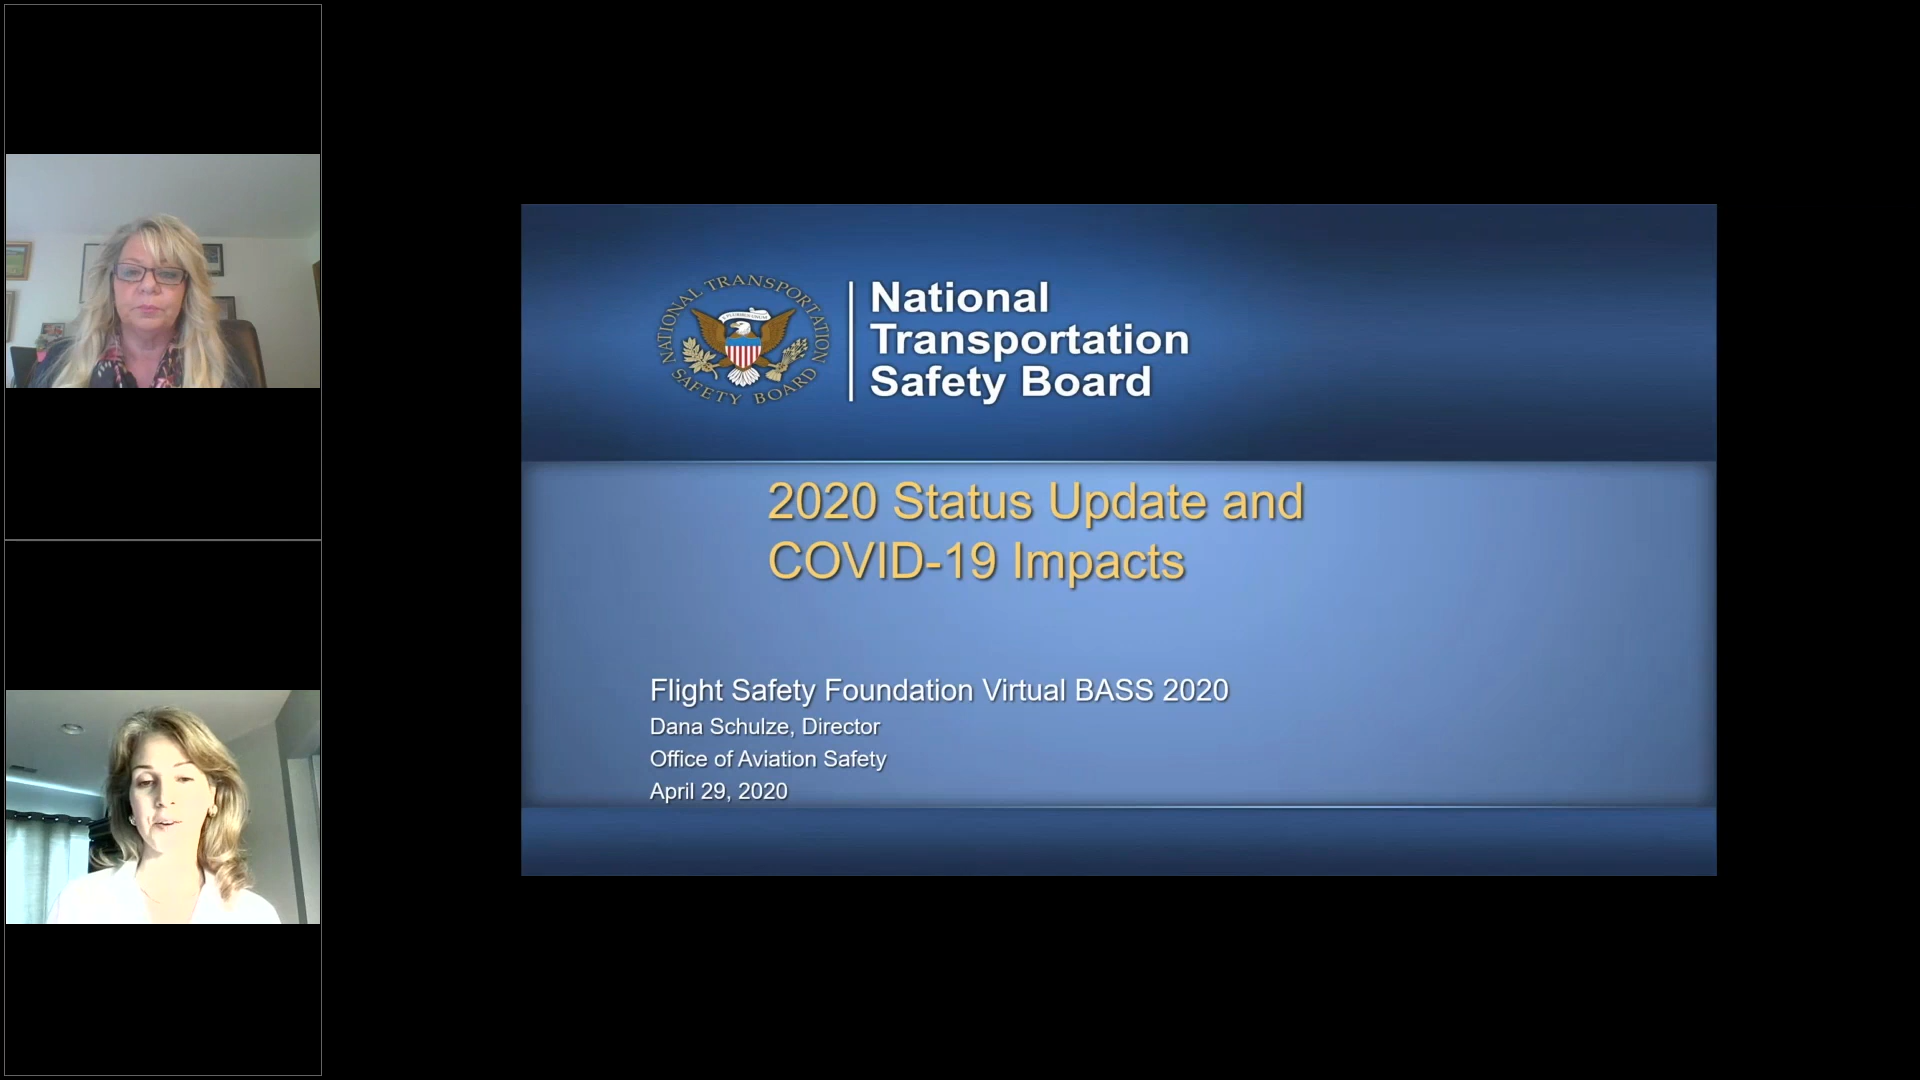 NATIONAL TRANSPORTATION
SAFETY BOARD
National
Transportation
Safety Board
2020 Status Update and
COVID-19 Impacts
Flight Safety Foundation Virtual BASS 2020
Dana Schulze, Director
Office of Aviation Safety
April 29, 2020